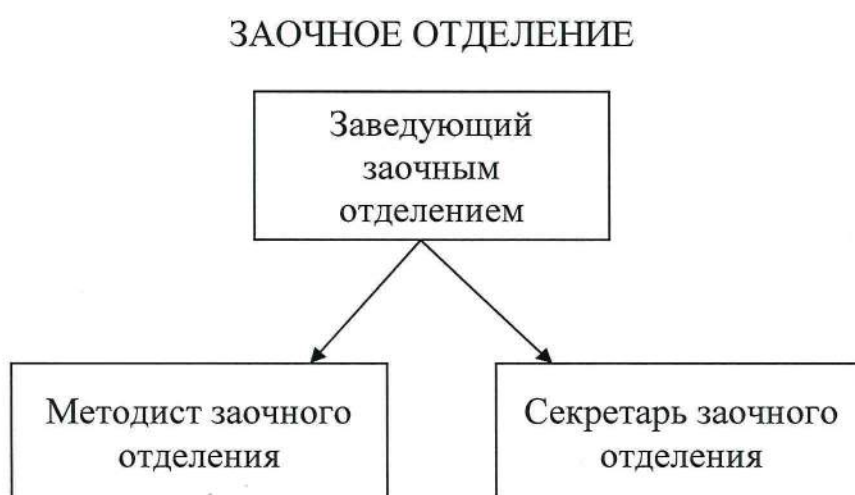 ЗАОЧНОЕ ОТДЕЛЕНИЕ
Заведующий
заочным
отделением
Методист заочного
отделения
Секретарь заочного
отделения